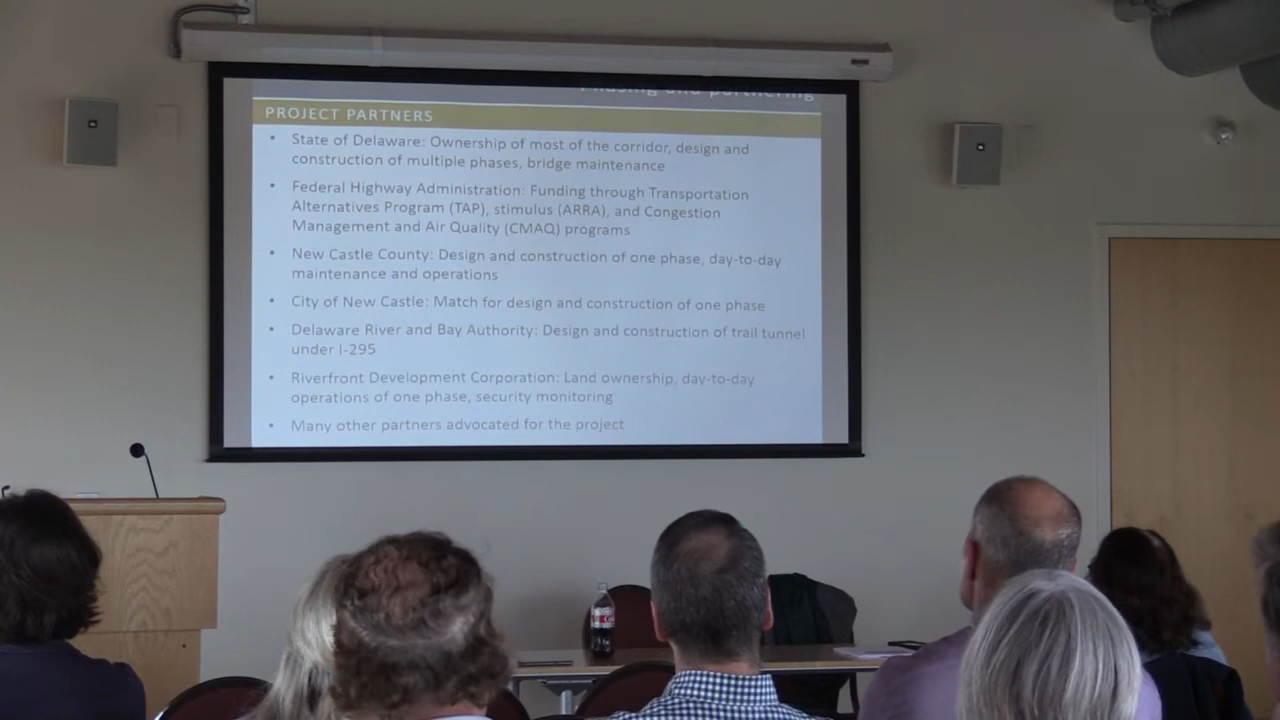 Phasing and partnering
PROJECT PARTNERS
• State of Delaware: Ownership of most of the corridor, design and
construction of multiple phases, bridge maintenance
• Federal Highway Administration: Funding through Transportation
Alternatives Program (TAP), stimulus (ARRA), and Congestion
Management and Air Quality (CMAQ) programs
• New Castle County: Design and construction of one phase, day-to-day
maintenance and operations
• City of New Castle: Match for design and construction of one phase
• Delaware River and Bay Authority: Design and construction of trail tunnel
under I-295
• Riverfront Development Corporation: Land ownership, day-to-day
operations of one phase, security monitoring
• Many other partners advocated for the project